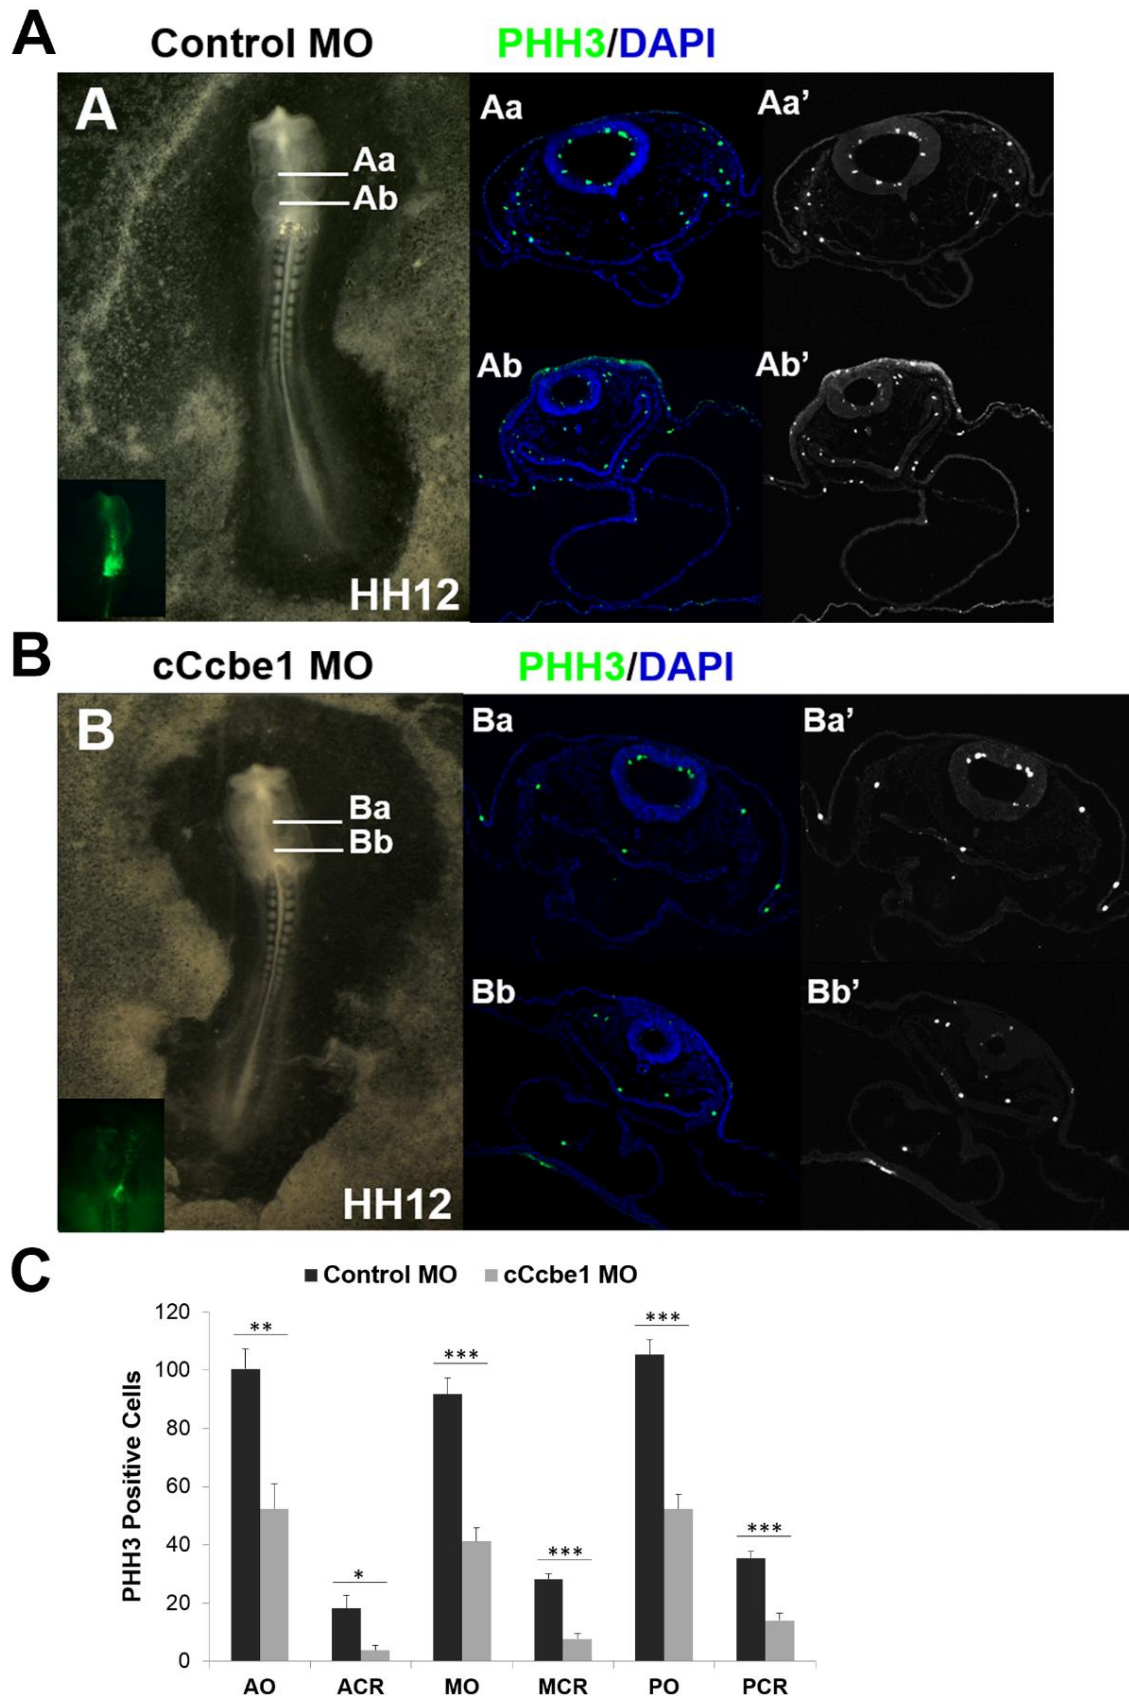 A
Control MO PHH3/DAPI
A
Aa
Ab
HH12
Aa
Aa’
Ab
Ab’
B
cCcbe1 MO PHH3/DAPI
B
Ba
Bb
HH12
Ba
Ba’
Bb
Bb’
C
Control MO cCcbe1 MO
PHH3 Positive Cells
120
100
80
60
40
20
0
**
*
***
***
***
***
AO ACR MO MCR PO PCR